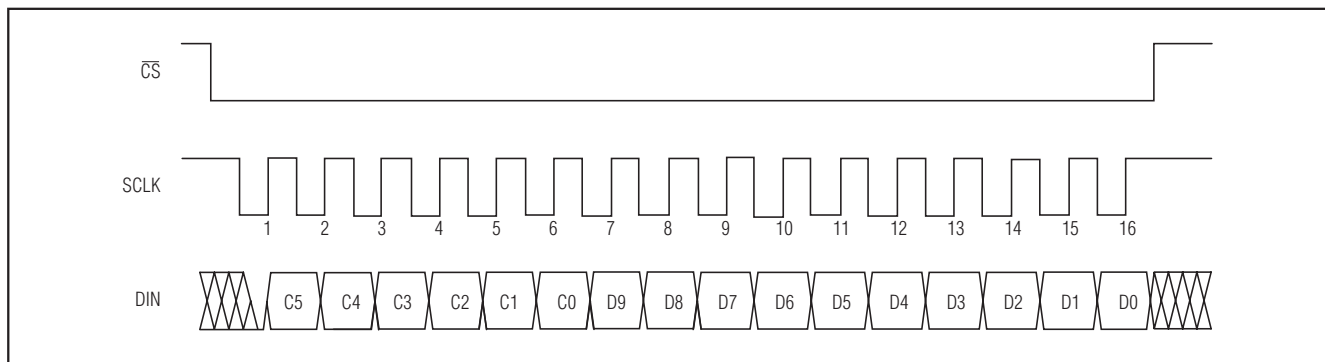 C̅S̅
SCLK
1 2 3 4 5 6 7 8 9 10 11 12 13 14 15 16
DIN C5 C4 C3 C2 C1 C0 D9 D8 D7 D6 D5 D4 D3 D2 D1 D0